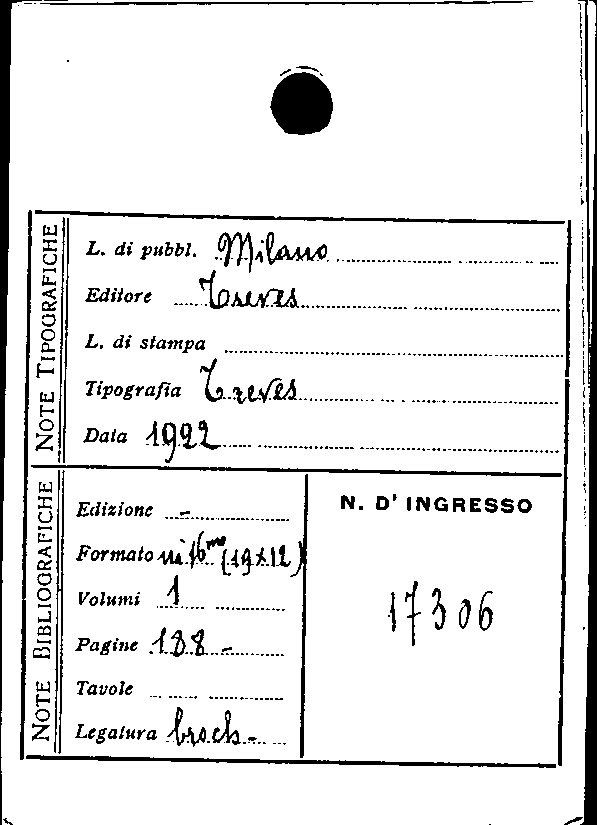 NOTE TIPOGRAFICHE
L. di pubbl. Milano
Editore Treves
L. di stampa
Tipografia Treves
Data 1922
NOTE BIBLIOGRAFICHE
Edizione -
Formato in 16mo (19x12)
Volumi 1
Pagine 188 -
Tavole
Legatura broch -
N. D' INGRESSO
17306